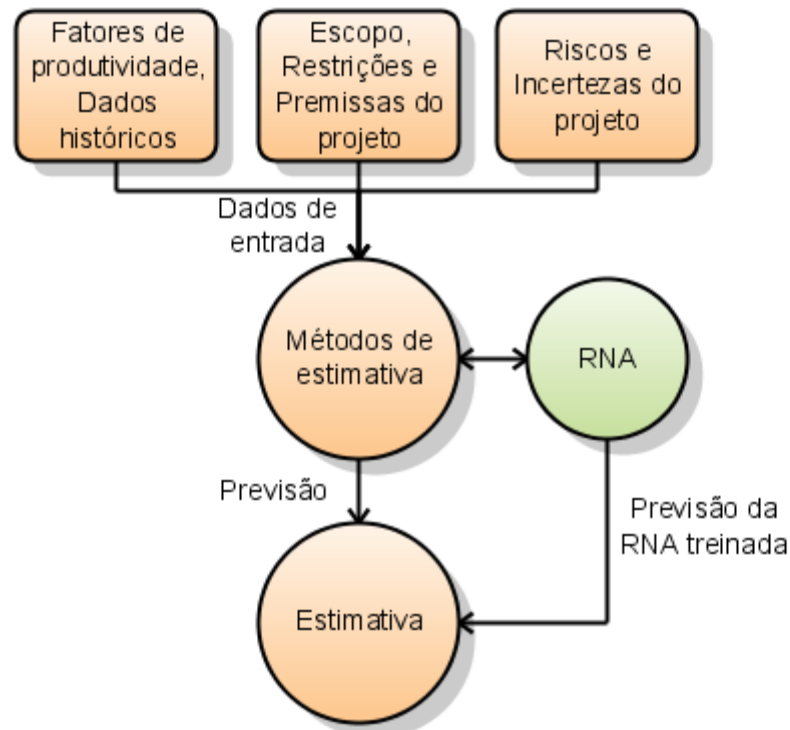 Fatores de
produtividade,
Dados
históricos
Escopo,
Restrições e
Premissas do
projeto
Riscos e
Incertezas do
projeto
Dados de
entrada
Métodos de
estimativa
RNA
Previsão
Previsão da
RNA treinada
Estimativa